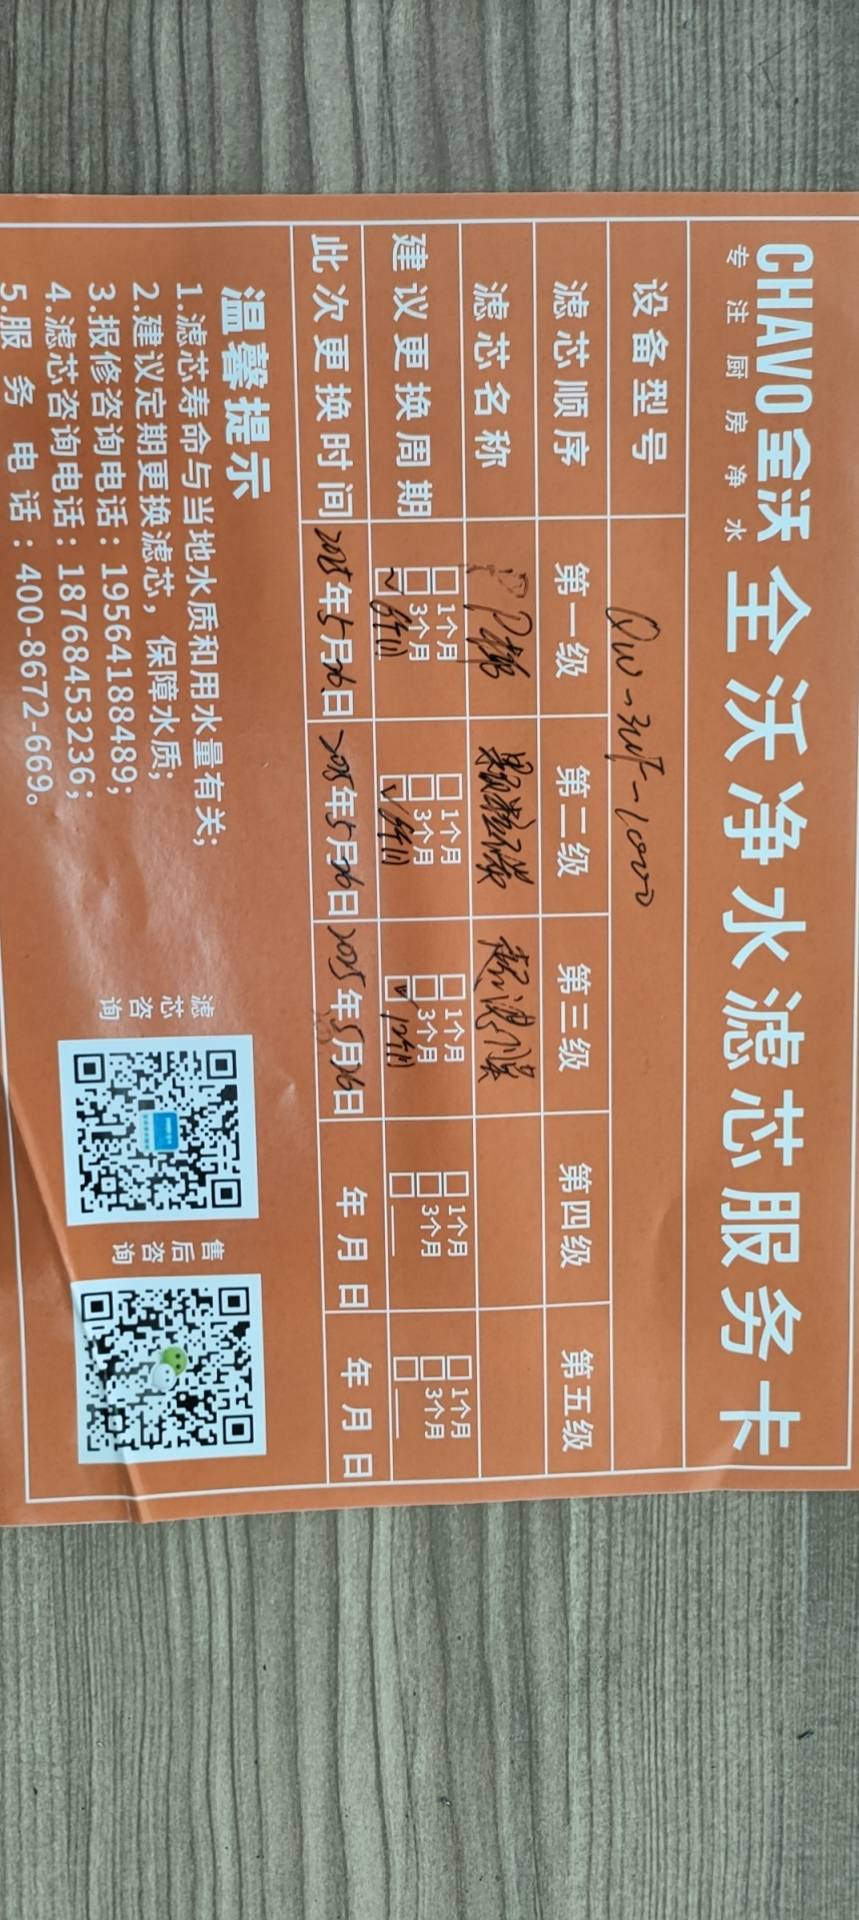 CHAVO全沃 全沃净水滤芯服务卡
专注厨房净水
设备型号 QW-3UF-1000
滤芯顺序 第一级 第二级 第三级 第四级 第五级
滤芯名称 PP棉 颗粒碳 超滤
建议更换周期 1个月 1个月 1个月 1个月 1个月
3个月 3个月 3个月 3个月 3个月
6个月 6个月 12个月
此次更换时间 2025年5月26日 2025年5月26日 2025年5月26日 年月日 年月日
温馨提示
1.滤芯寿命与当地水质和用水量有关;
2.建议定期更换滤芯，保障水质;
3.报修咨询电话：19564188489;
4.滤芯咨询电话：18768453236;
5.服务电话：400-8672-669。
滤芯咨询
售后咨询